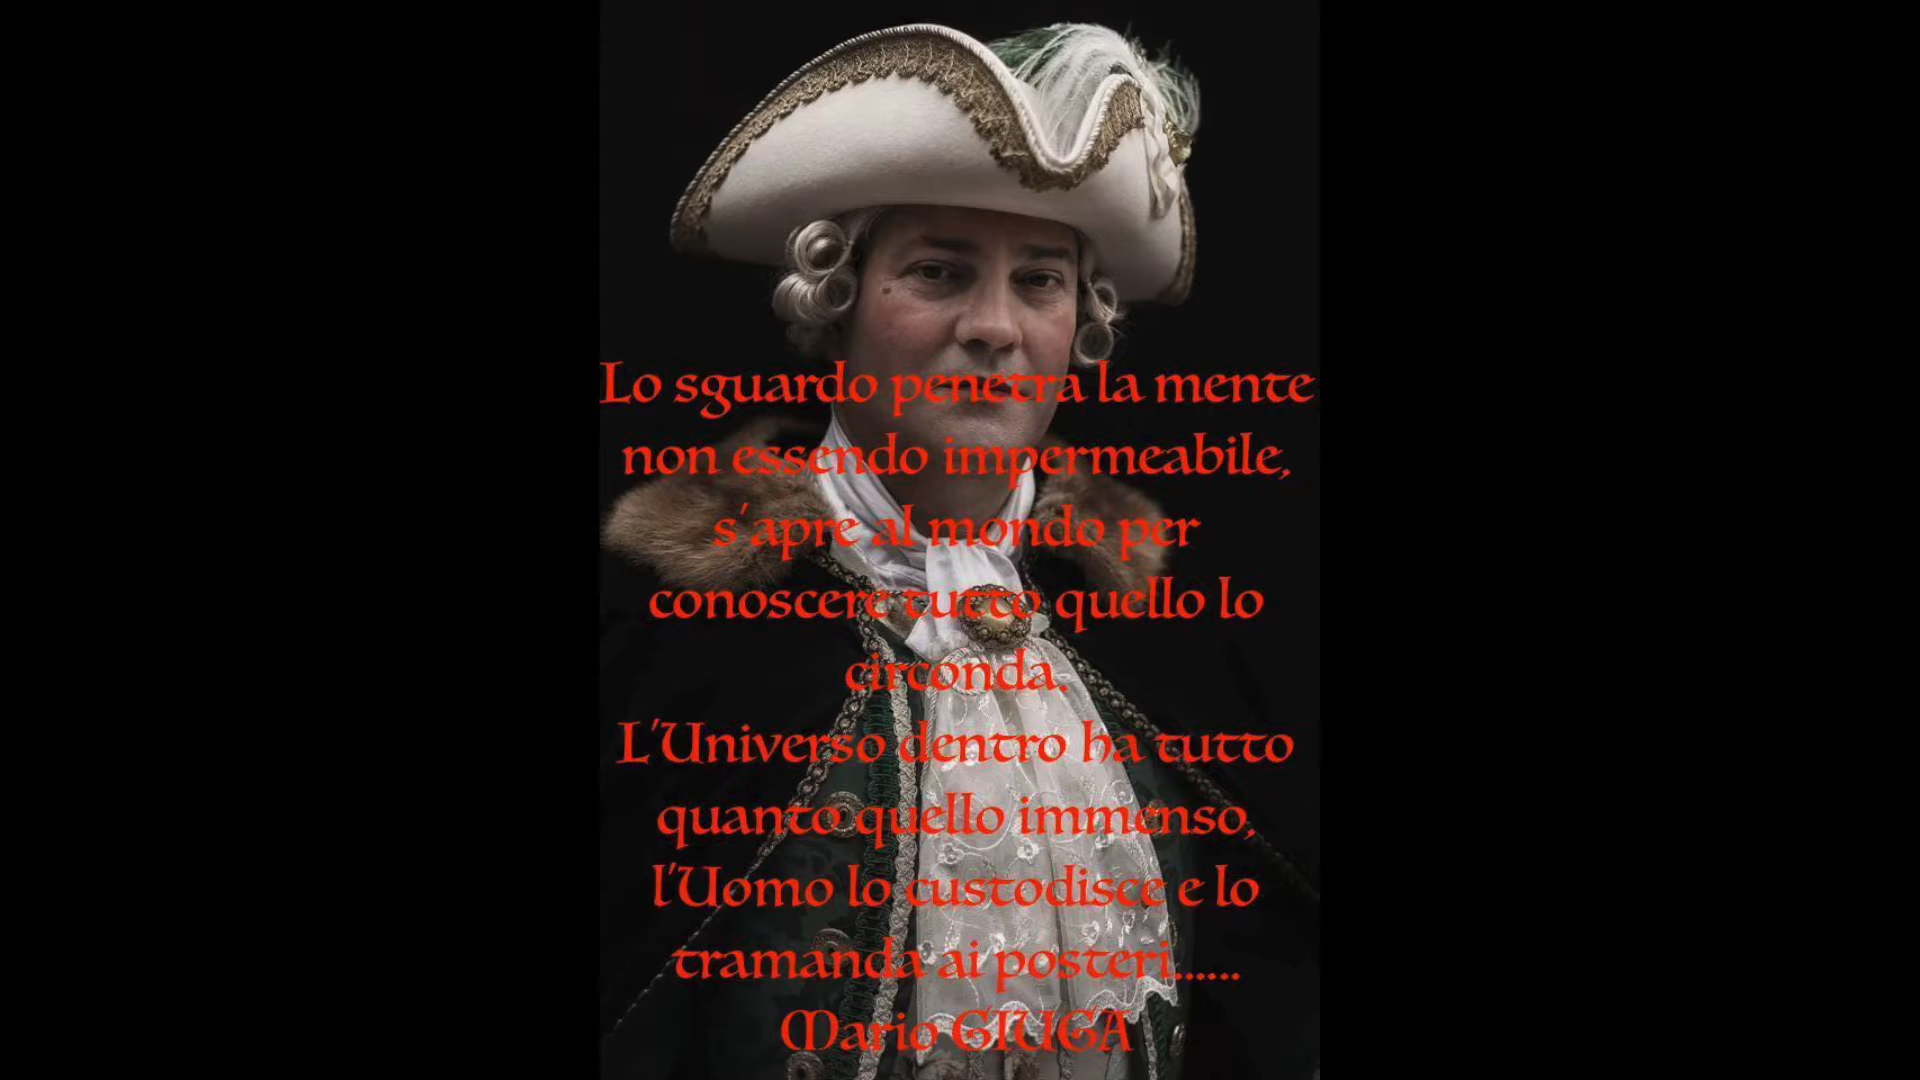 Lo sguardo penetra la mente
non essendo impermeabile,
s'apre al mondo per
conoscere tutto quello lo
circonda.
L'Universo dentro ha tutto
quanto quello immenso,
l'Uomo lo custodisce e lo
tramanda ai posteri......
Mario GIUGA